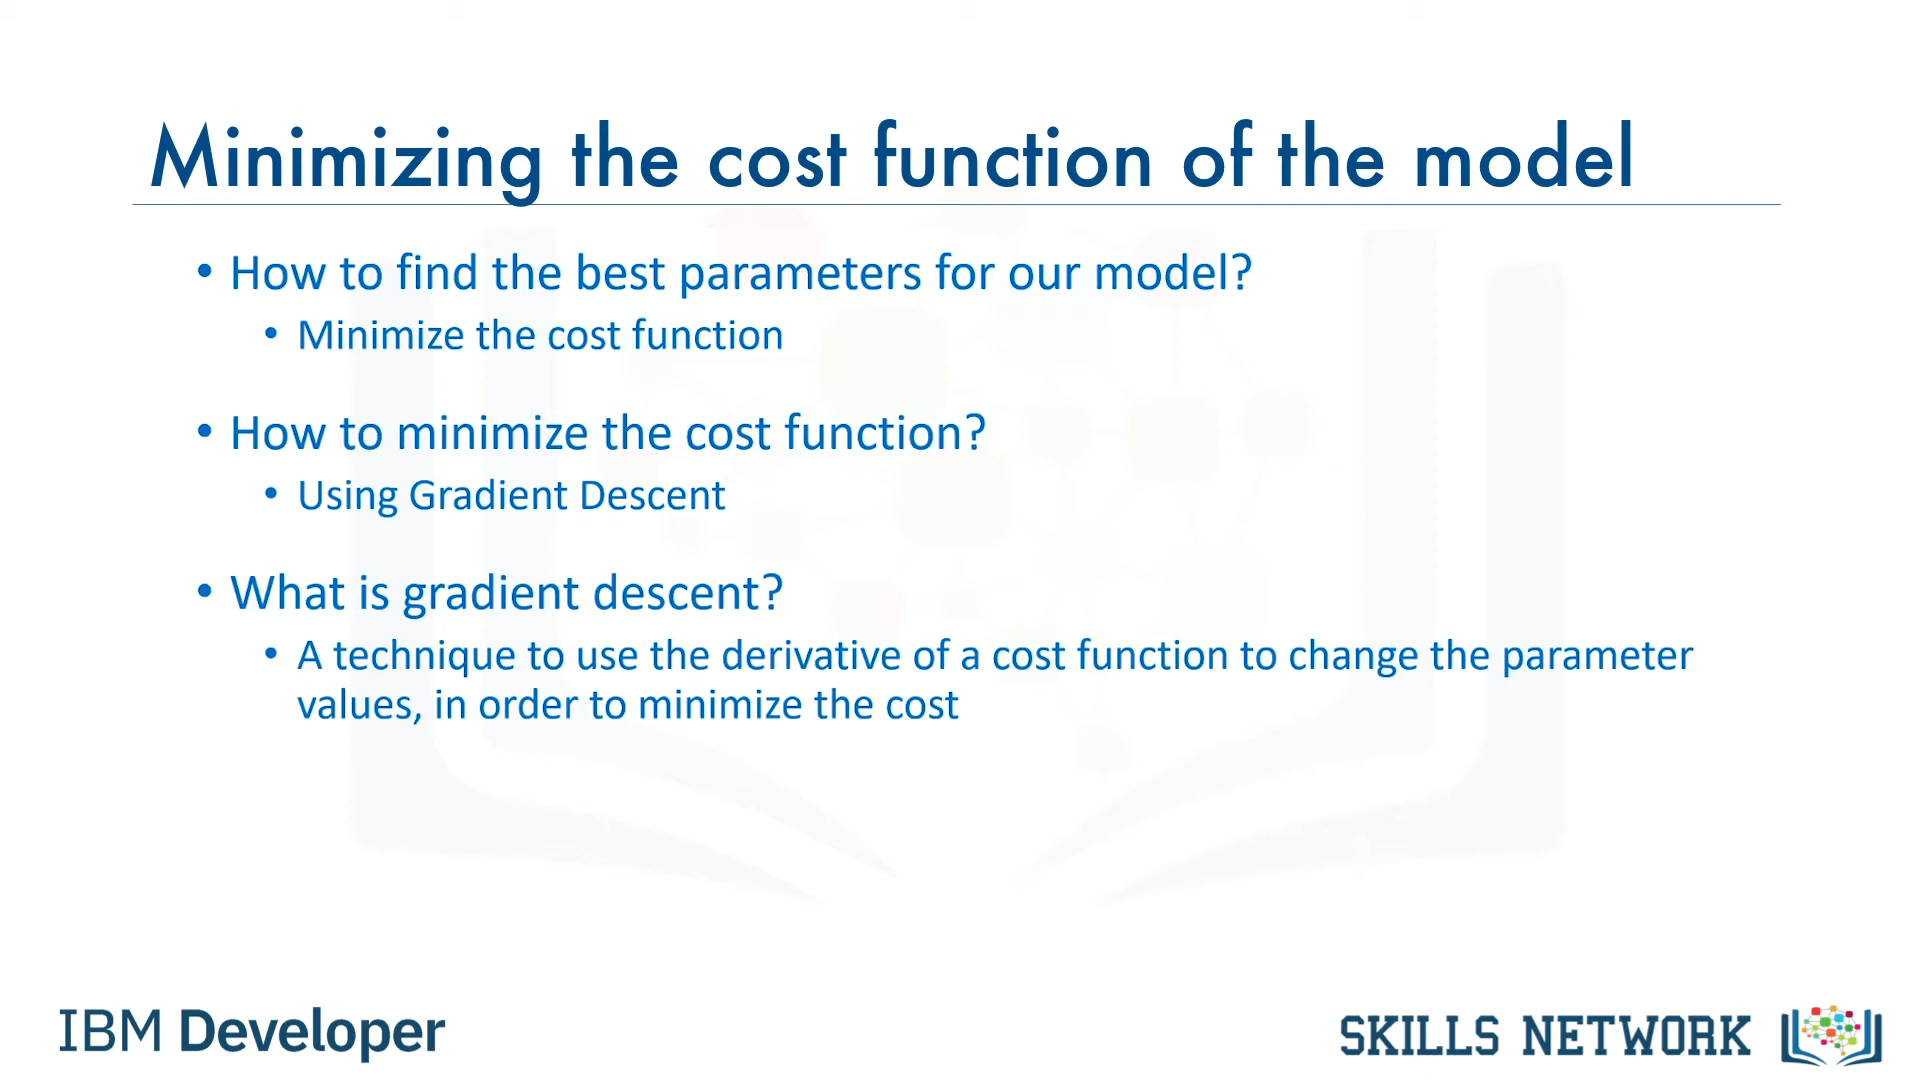 Minimizing the cost function of the model
• How to find the best parameters for our model?
• Minimize the cost function
• How to minimize the cost function?
• Using Gradient Descent
• What is gradient descent?
• A technique to use the derivative of a cost function to change the parameter
values, in order to minimize the cost
IBM Developer
SKILLS NETWORK